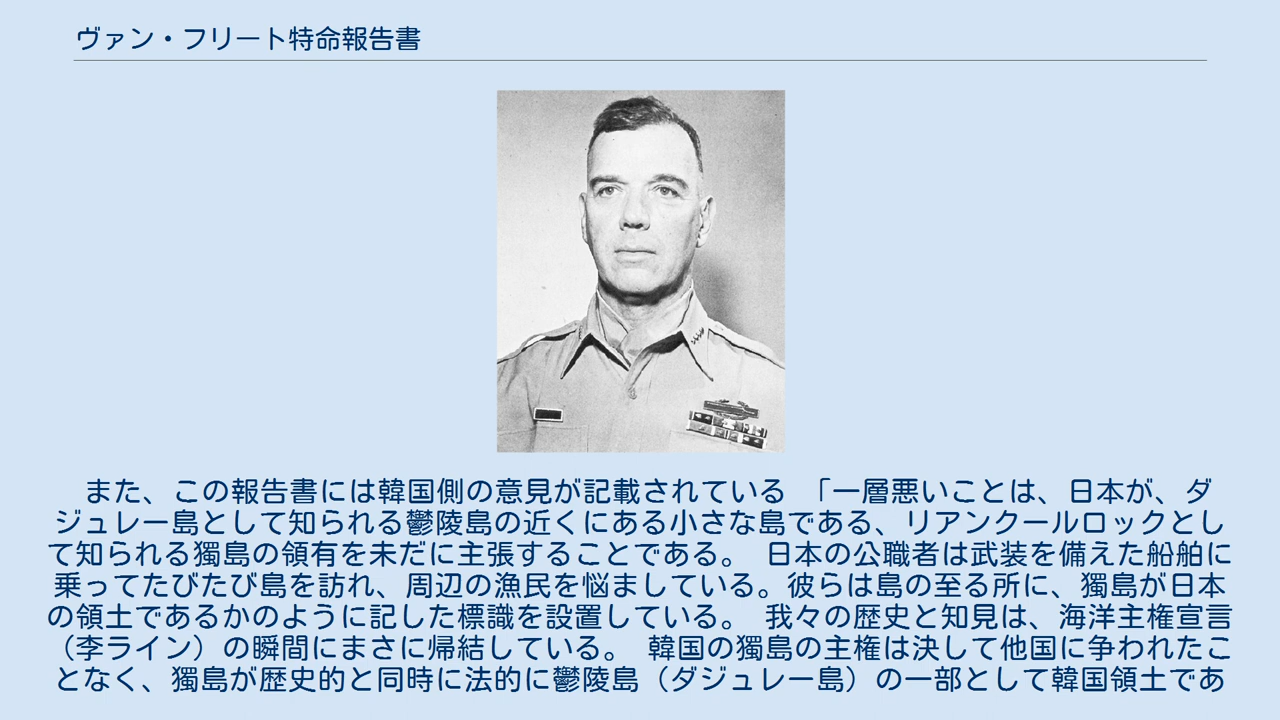 ヴァン・フリート特命報告書
また、この報告書には韓国側の意見が記載されている　「一層悪いことは、日本が、ダ
ジュレー島として知られる鬱陵島の近くにある小さな島である、リアンクールロックとし
て知られる獨島の領有を未だに主張することである。　日本の公職者は武装を備えた船舶に
乗ってたびたび島を訪れ、周辺の漁民を悩ましている。彼らは島の至る所に、獨島が日本
の領土であるかのように記した標識を設置している。　我々の歴史と知見は、海洋主権宣言
（李ライン）の瞬間にまさに帰結している。　韓国の獨島の主権は決して他国に争われたこ
となく、獨島が歴史的と同時に法的に鬱陵島（ダジュレー島）の一部として韓国領土であ